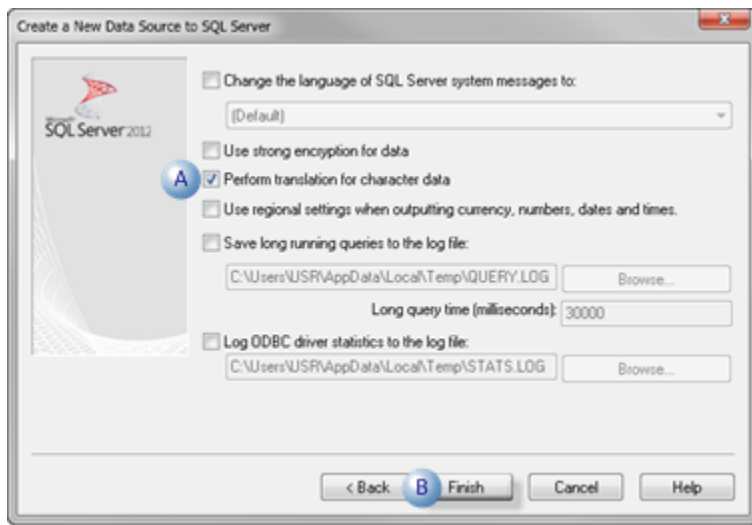 Create a New Data Source to SQL Server
Microsoft
SQL Server 2012
Change the language of SQL Server system messages to:
(Default)
Use strong encryption for data
A
Perform translation for character data
Use regional settings when outputting currency, numbers, dates and times.
Save long running queries to the log file:
C:\Users\USR\AppData\Local\Temp\QUERY.LOG
Browse...
Long query time (milliseconds):
30000
Log ODBC driver statistics to the log file:
C:\Users\USR\AppData\Local\Temp\STATS.LOG
Browse...
< Back
B
Finish
Cancel
Help